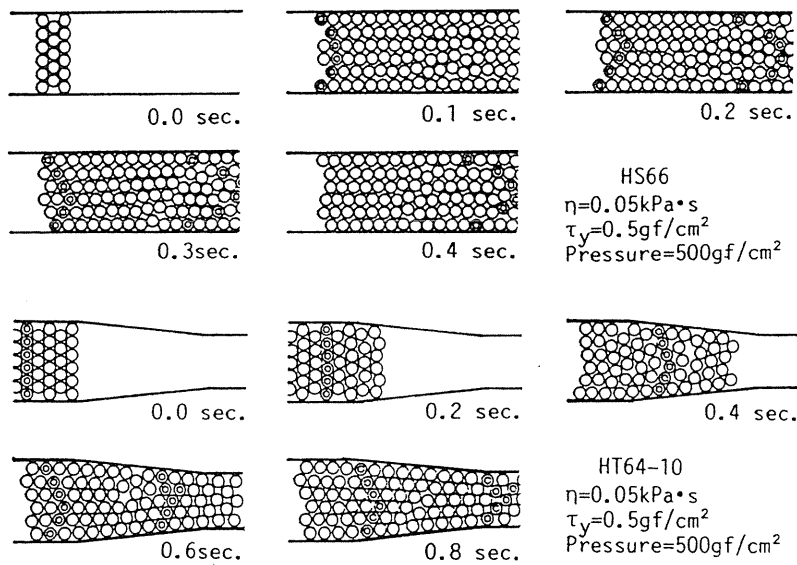 0.0 sec.
0.1 sec.
0.2 sec.
0.3sec.
0.4 sec.
HS66
η=0.05kPa•s
τy=0.5gf/cm²
Pressure=500gf/cm²
0.0 sec.
0.2 sec.
0.4 sec.
0.6sec.
0.8 sec.
HT64-10
η=0.05kPa•s
τy=0.5gf/cm²
Pressure=500gf/cm²